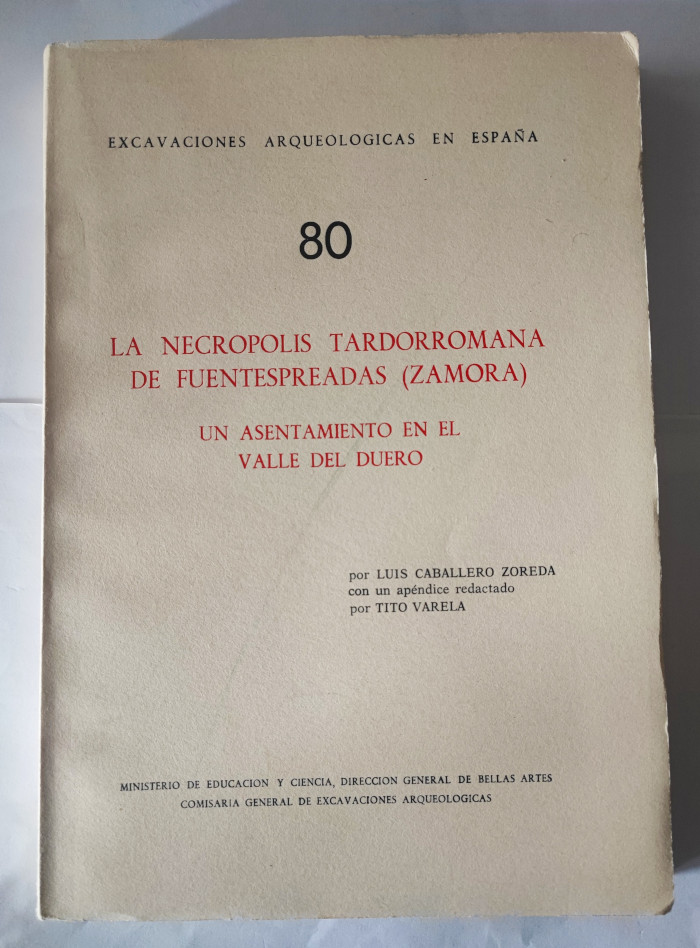 EXCAVACIONES ARQUEOLOGICAS EN ESPAÑA
80
LA NECROPOLIS TARDORROMANA
DE FUENTESPREADAS (ZAMORA)
UN ASENTAMIENTO EN EL
VALLE DEL DUERO
por LUIS CABALLERO ZOREDA
con un apéndice redactado
por TITO VARELA
MINISTERIO DE EDUCACION Y CIENCIA, DIRECCION GENERAL DE BELLAS ARTES
COMISARIA GENERAL DE EXCAVACIONES ARQUEOLOGICAS